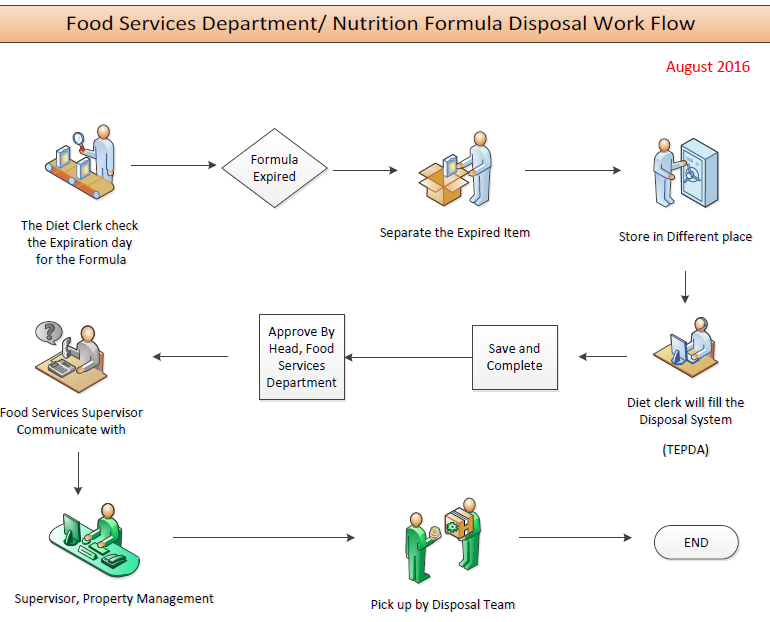 Food Services Department/ Nutrition Formula Disposal Work Flow
August 2016
The Diet Clerk check
the Expiration day
for the Formula
Formula
Expired
Separate the Expired Item
Store in Different place
Diet clerk will fill the
Disposal System
(TEPDA)
Save and
Complete
Approve By
Head, Food
Services
Department
?
Food Services Supervisor
Communicate with
Supervisor, Property Management
Pick up by Disposal Team
END